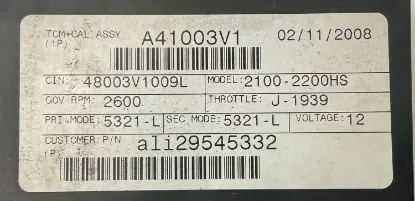 TCM+CAL ASSY A41003V1 02/11/2008
(1P)
CIN: 48003V1009L MODEL: 2100-2200HS
GOV RPM: 2600 THROTTLE: J-1939
PRI MODE: 5321-L SEC MODE: 5321-L VOLTAGE: 12
CUSTOMER P/N ali29545332
(P)